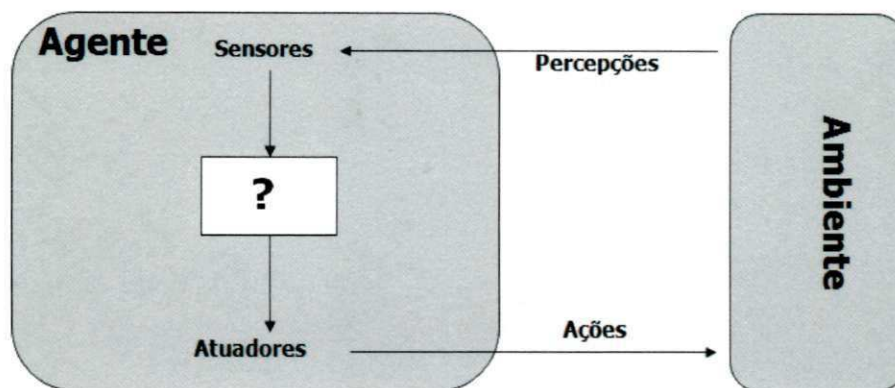 Agente
Sensores
Percepções
?
Ambiente
Atuadores
Ações